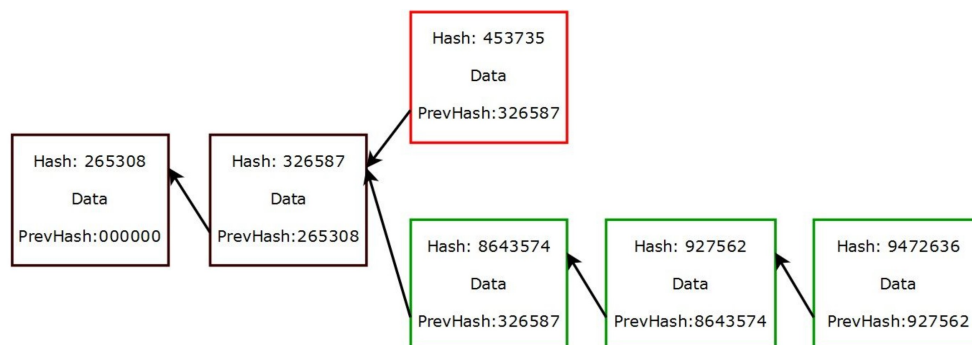 Hash: 453735
Data
PrevHash:326587
Hash: 265308
Data
PrevHash:000000
Hash: 326587
Data
PrevHash:265308
Hash: 8643574
Data
PrevHash:326587
Hash: 927562
Data
PrevHash:8643574
Hash: 9472636
Data
PrevHash:927562